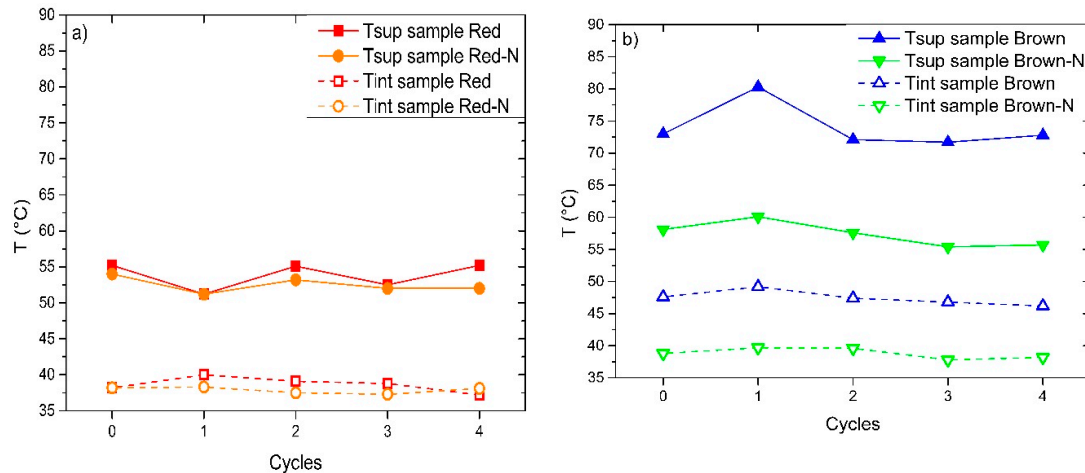 a)
Tsup sample Red
Tsup sample Red-N
Tint sample Red
Tint sample Red-N
90
85
80
75
70
65
60
55
50
45
40
35
T (°C)
0 1 2 3 4
Cycles
b)
Tsup sample Brown
Tsup sample Brown-N
Tint sample Brown
Tint sample Brown-N
90
85
80
75
70
65
60
55
50
45
40
35
T (°C)
0 1 2 3 4
Cycles